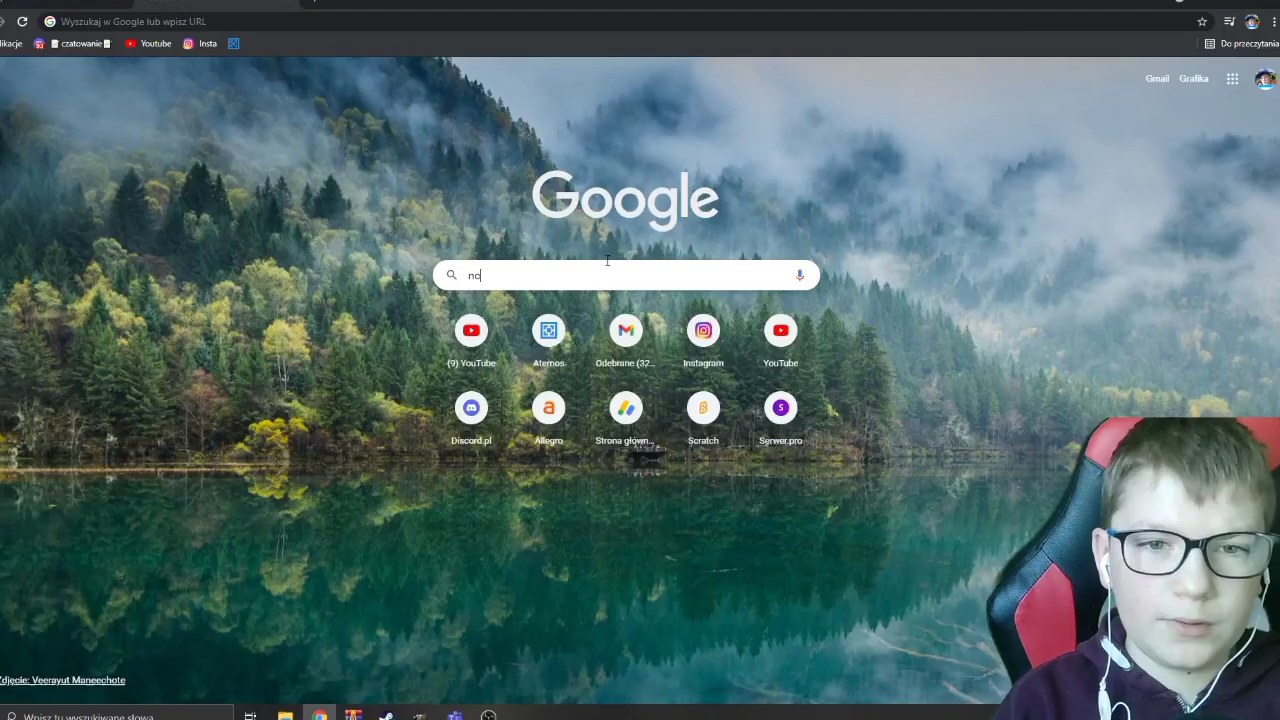 Wyszukaj w Google lub wpisz URL
likacje czatowanie Youtube Insta Do przeczytania
Gmail Grafika
Google
nc
(9) YouTube Aternos Odebrane (32... Instagram YouTube
Discord.pl Allegro Strona główn... Scratch Serwer.pro
Zdjęcie: Veerayut Maneechote
Wpisz tu wyszukiwane słowa